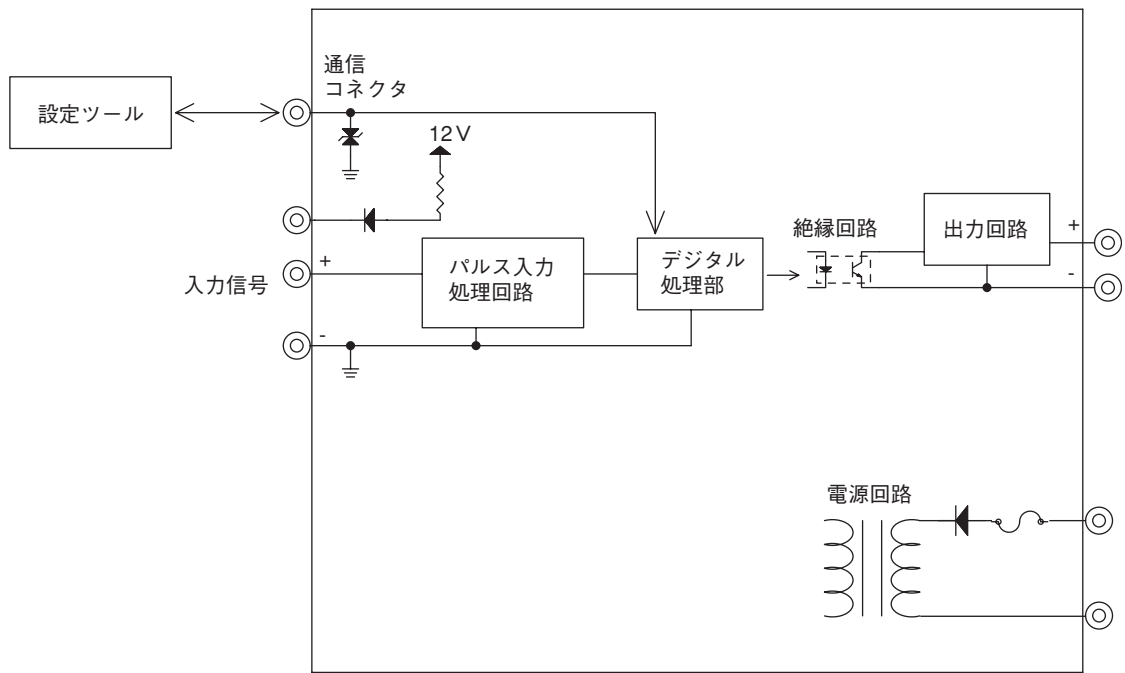 通信
コネクタ
設定ツール
12V
絶縁回路
出力回路
+
-
入力信号
+
-
パルス入力
処理回路
デジタル
処理部
電源回路